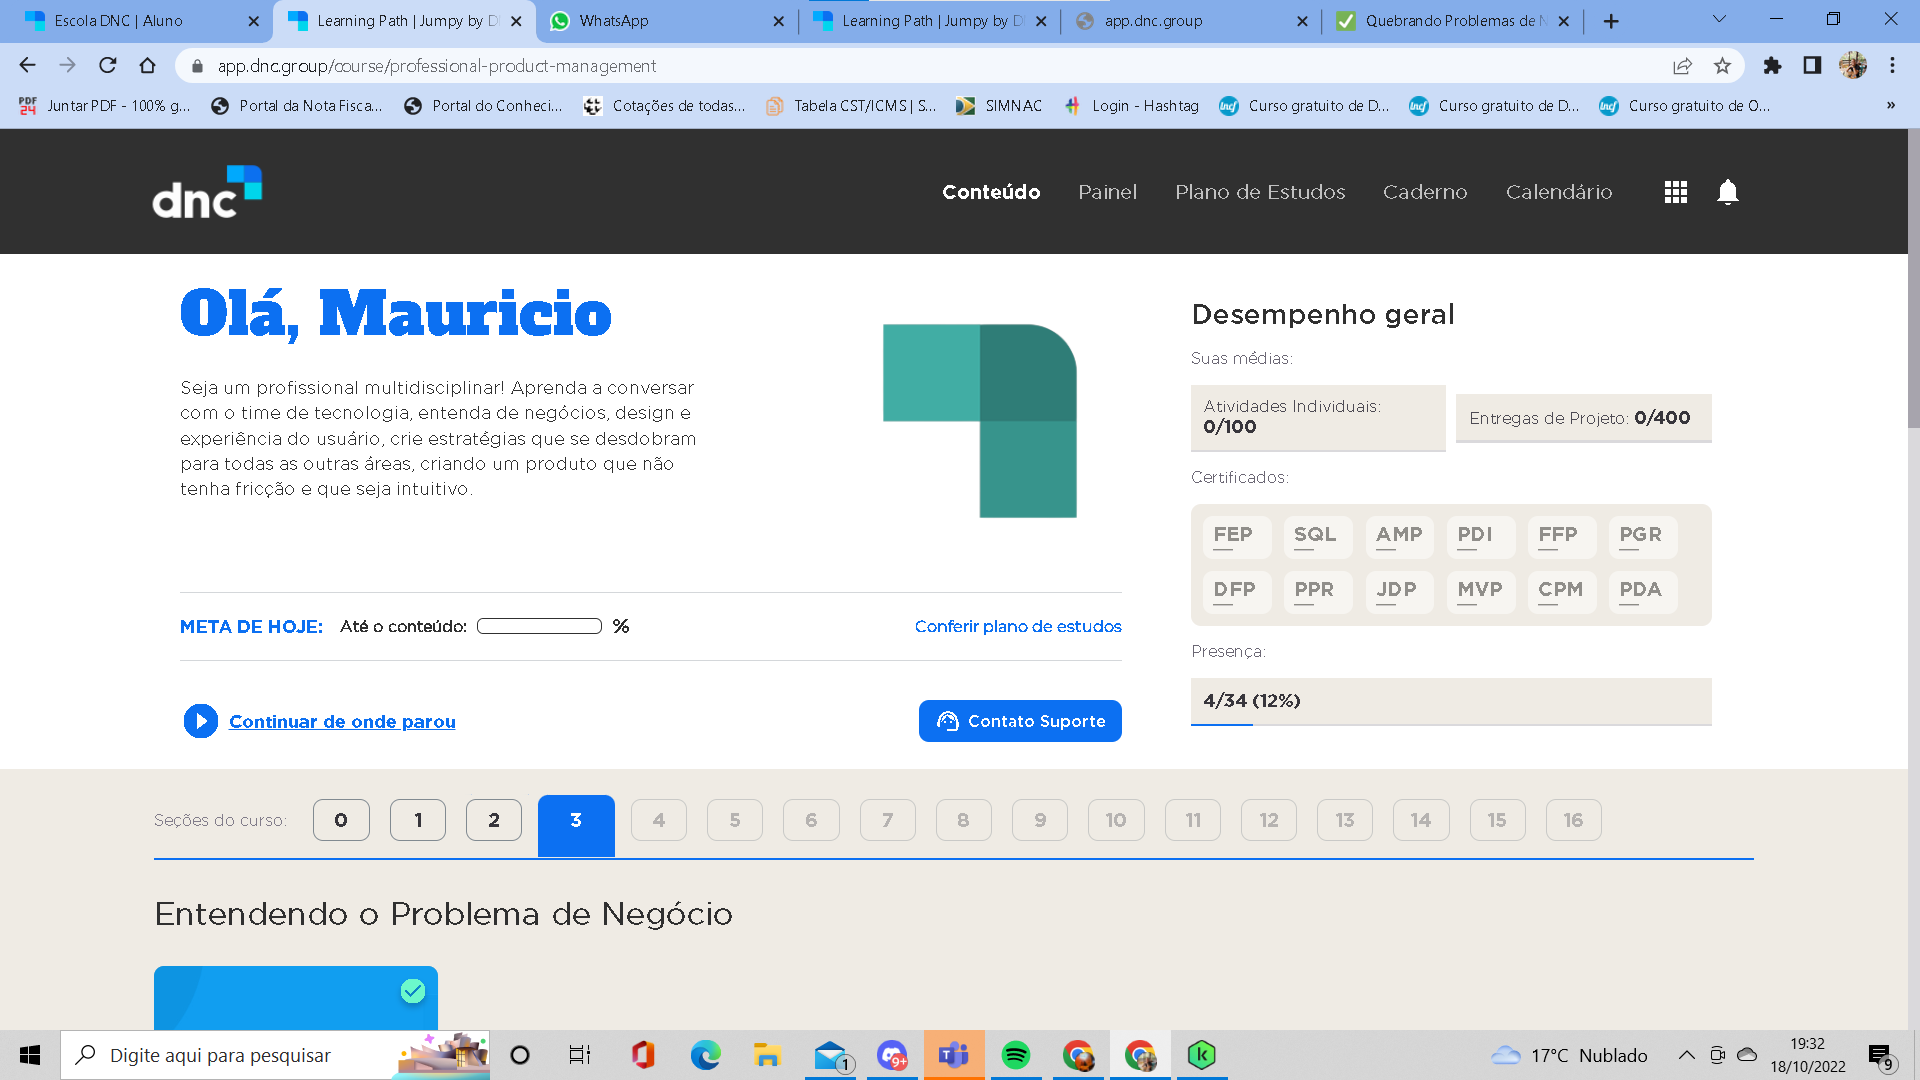 Escola DNC | Aluno
Learning Path | Jumpy by D
WhatsApp
Learning Path | Jumpy by D
app.dnc.group
Quebrando Problemas de N
app.dnc.group/course/professional-product-management
PDF 24
Juntar PDF - 100% g...
Portal da Nota Fisca...
Portal do Conheci...
Cotações de todas...
Tabela CST/ICMS | S...
SIMNAC
Login - Hashtag
Curso gratuito de D...
Curso gratuito de D...
Curso gratuito de O...
»
dnc
Conteúdo
Painel
Plano de Estudos
Caderno
Calendário
Olá, Mauricio
Seja um profissional multidisciplinar! Aprenda a conversar
com o time de tecnologia, entenda de negócios, design e
experiência do usuário, crie estratégias que se desdobram
para todas as outras áreas, criando um produto que não
tenha fricção e que seja intuitivo.
META DE HOJE: Até o conteúdo: %
Conferir plano de estudos
Continuar de onde parou
Contato Suporte
Desempenho geral
Suas médias:
Atividades Individuais:
0/100
Entregas de Projeto: 0/400
Certificados:
FEP SQL AMP PDI FFP PGR
DFP PPR JDP MVP CPM PDA
Presença:
4/34 (12%)
Seções do curso: 0 1 2 3 4 5 6 7 8 9 10 11 12 13 14 15 16
Entendendo o Problema de Negócio
Digite aqui para pesquisar
1
9+
T
17°C Nublado
19:32
18/10/2022
9